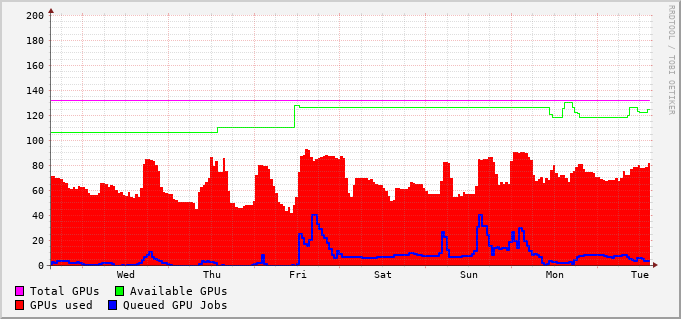 200
180
160
140
120
100
80
60
40
20
0
Wed Thu Fri Sat Sun Mon Tue
Total GPUs Available GPUs
GPUs used Queued GPU Jobs
RRDTOOL / TOBI OETIKER